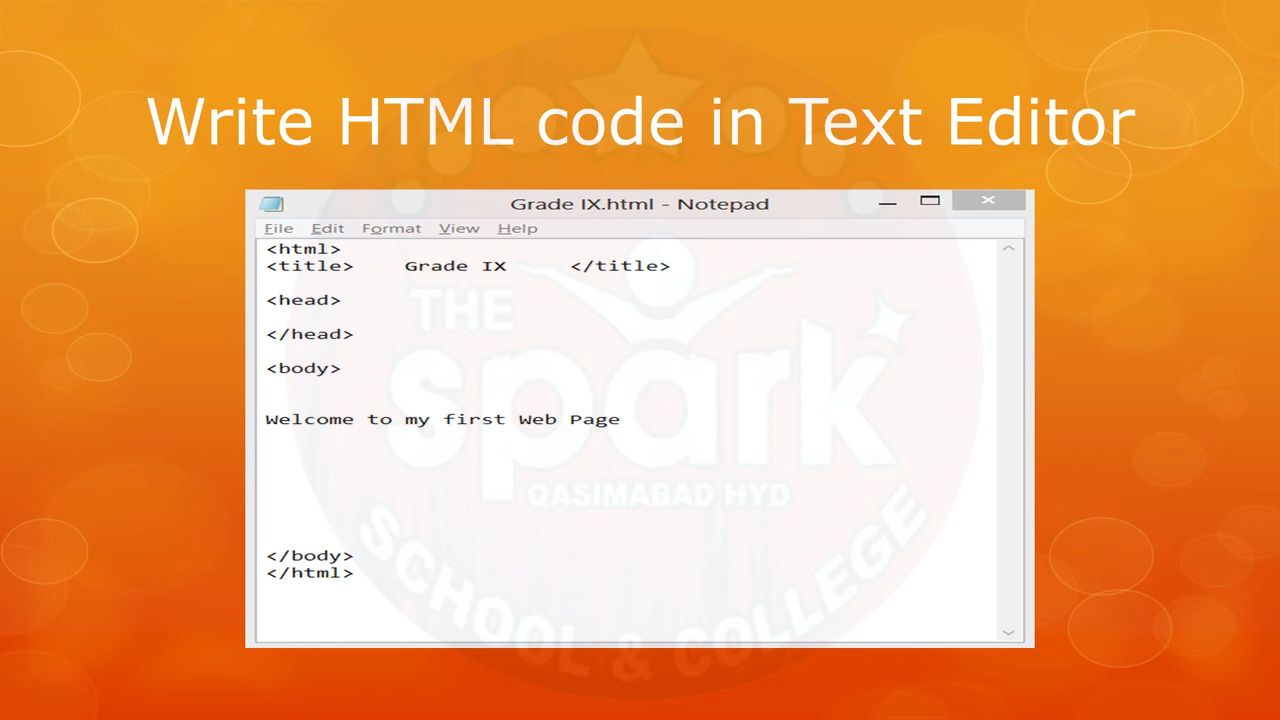 Write HTML code in Text Editor
Grade IX.html - Notepad
File Edit Format View Help
<html>
<title> Grade IX </title>
<head>
</head>
<body>
Welcome to my first Web Page
</body>
</html>
THE
spark
QASIMABAD HYD
SCHOOL & COLLEGE